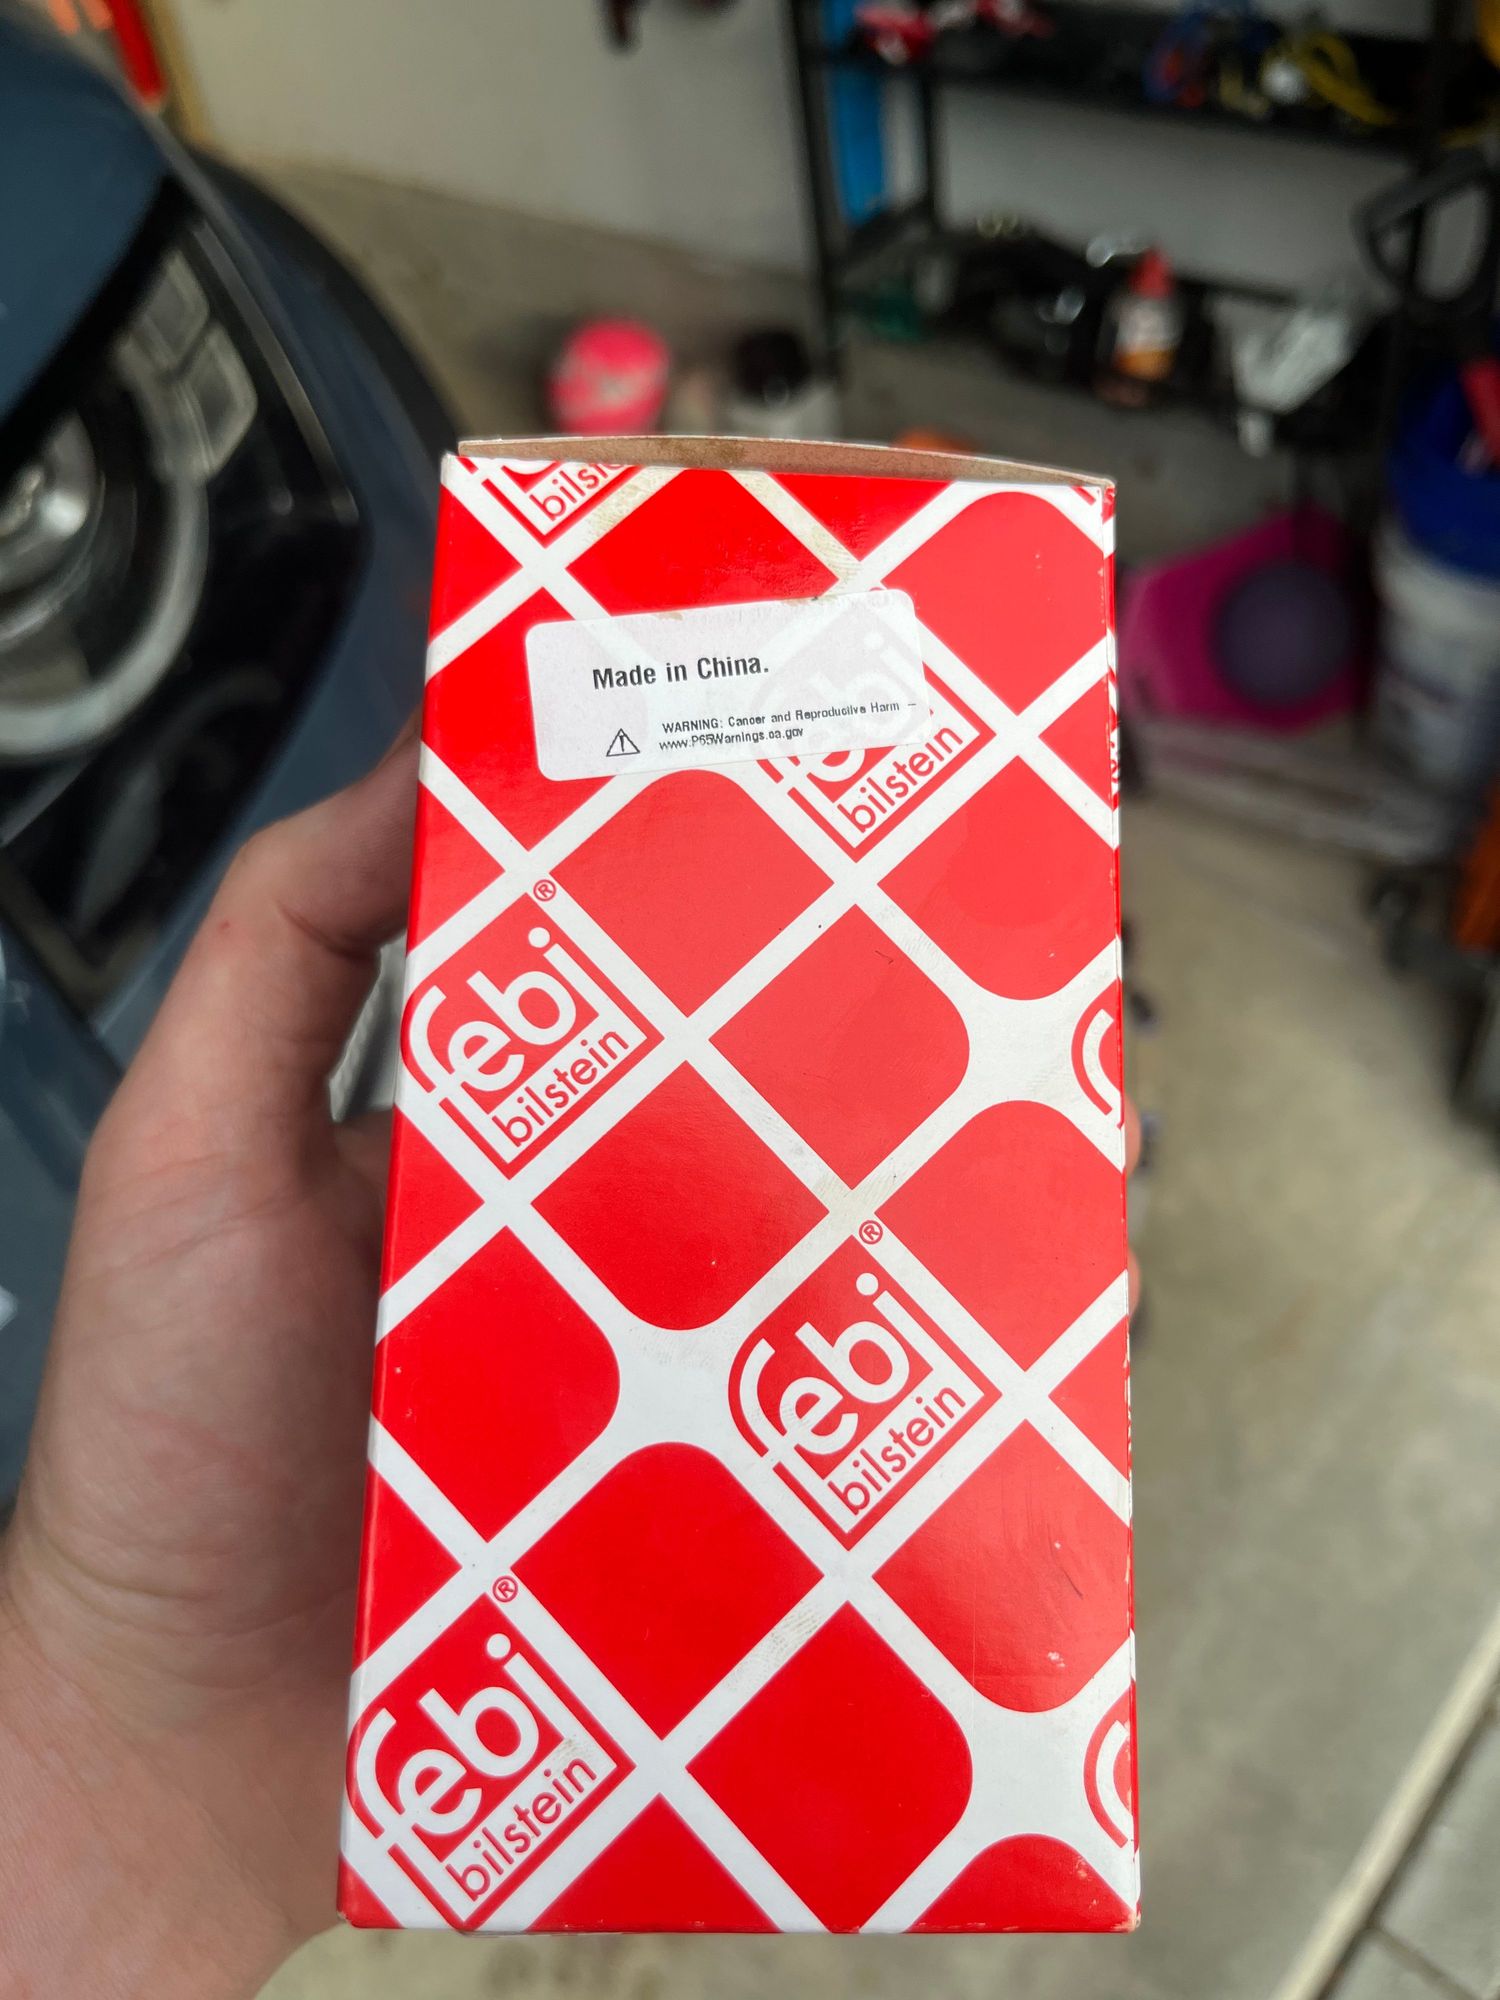 bilste
Made in China.
WARNING: Cancer and Reproductive Harm –
www.P65Warnings.ca.gov
febi
bilstein
febi
bilstein
®
febi
bilstein
®
febi
bilstein
®